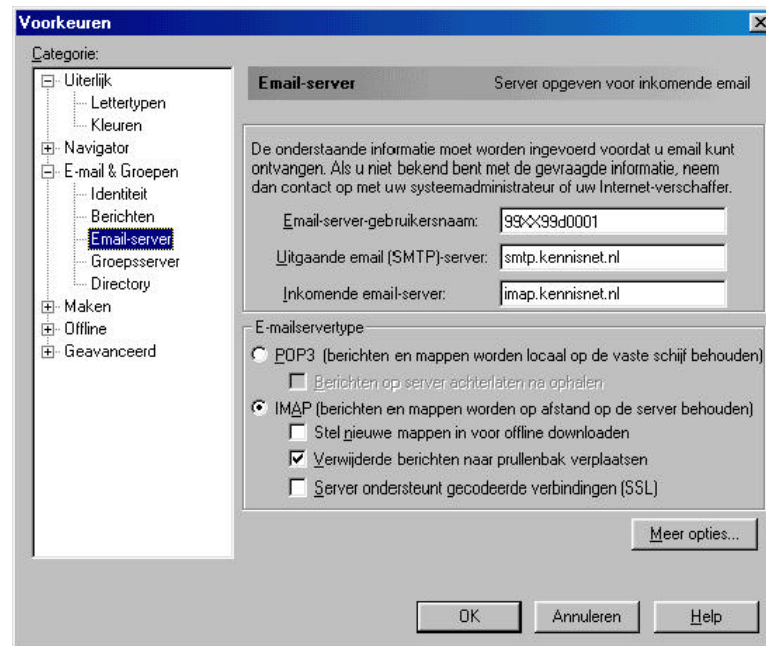 Voorkeuren
Categorie:
Uiterlijk
Lettertypen
Kleuren
Navigator
E-mail & Groepen
Identiteit
Berichten
Email-server
Groepsserver
Directory
Maken
Offline
Geavanceerd
Email-server Server opgeven voor inkomende email
De onderstaande informatie moet worden ingevoerd voordat u email kunt
ontvangen. Als u niet bekend bent met de gevraagde informatie, neem
dan contact op met uw systeemadministrateur of uw Internet-verschaffer.
Email-server-gebruikersnaam: 99XX99d0001
Uitgaande email (SMTP)-server: smtp.kennisnet.nl
Inkomende email-server: imap.kennisnet.nl
E-mailservertype
POP3 (berichten en mappen worden locaal op de vaste schijf behouden)
Berichten op server achterlaten na ophalen
IMAP (berichten en mappen worden op afstand op de server behouden)
Stel nieuwe mappen in voor offline downloaden
Verwijderde berichten naar prullenbak verplaatsen
Server ondersteunt gecodeerde verbindingen (SSL)
Meer opties...
OK Annuleren Help